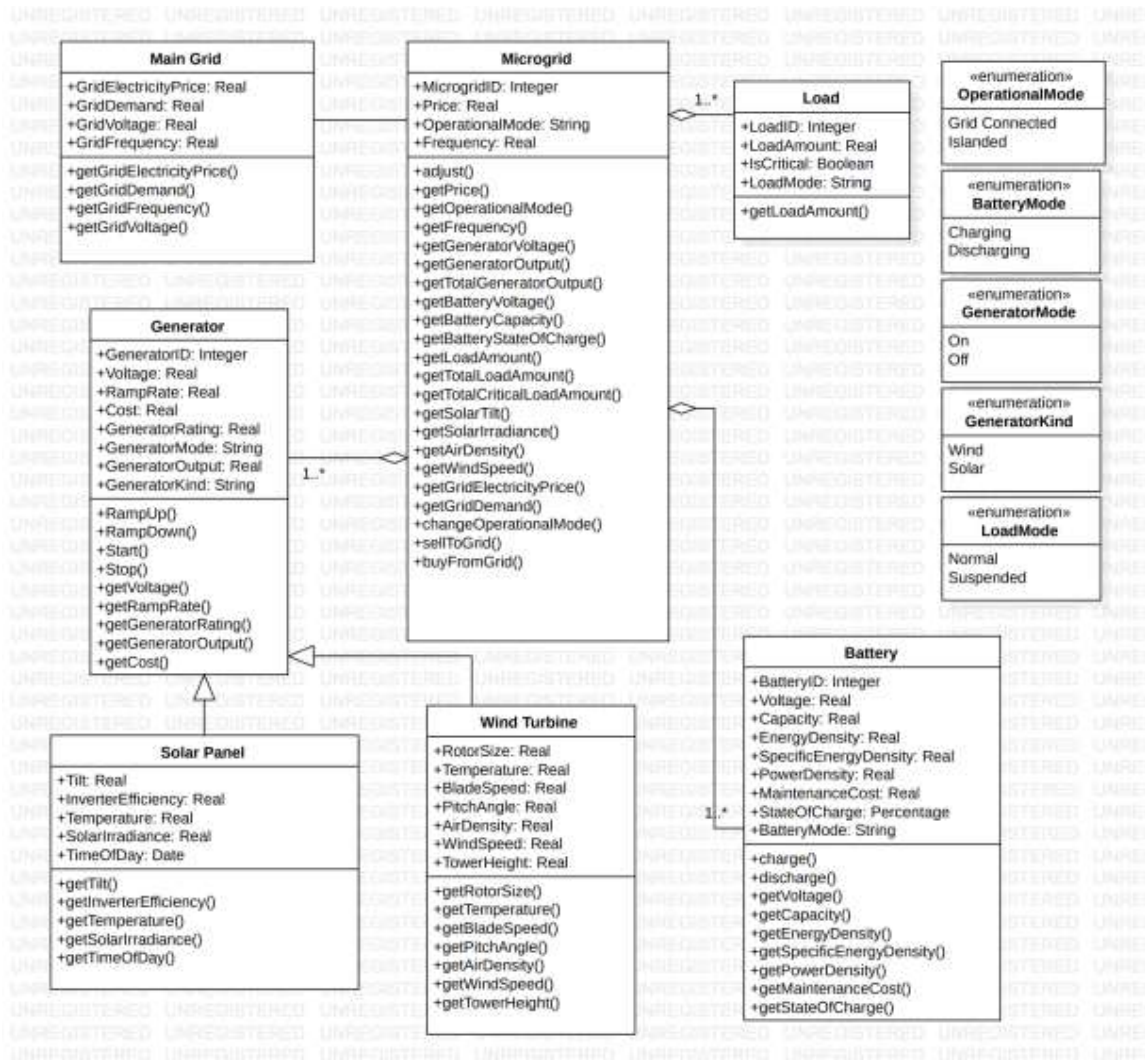 Main Grid
+GridElectricityPrice: Real
+GridDemand: Real
+GridVoltage: Real
+GridFrequency: Real
+getGridElectricityPrice()
+getGridDemand()
+getGridFrequency()
+getGridVoltage()
Microgrid
+MicrogridID: Integer
+Price: Real
+OperationalMode: String
+Frequency: Real
+adjust()
+getPrice()
+getOperationalMode()
+getFrequency()
+getGeneratorVoltage()
+getGeneratorOutput()
+getTotalGeneratorOutput()
+getBatteryVoltage()
+getBatteryCapacity()
+getBatteryStateOfCharge()
+getLoadAmount()
+getTotalLoadAmount()
+getTotalCriticalLoadAmount()
+getSolarTilt()
+getSolarIrradiance()
+getAirDensity()
+getWindSpeed()
+getGridElectricityPrice()
+getGridDemand()
+changeOperationalMode()
+sellToGrid()
+buyFromGrid()
1..*
Load
+LoadID: Integer
+LoadAmount: Real
+IsCritical: Boolean
+LoadMode: String
+getLoadAmount()
«enumeration»
OperationalMode
Grid Connected
Islanded
«enumeration»
BatteryMode
Charging
Discharging
«enumeration»
GeneratorMode
On
Off
«enumeration»
GeneratorKind
Wind
Solar
«enumeration»
LoadMode
Normal
Suspended
Generator
+GeneratorID: Integer
+Voltage: Real
+RampRate: Real
+Cost: Real
+GeneratorRating: Real
+GeneratorMode: String
+GeneratorOutput: Real
+GeneratorKind: String
+RampUp()
+RampDown()
+Start()
+Stop()
+getVoltage()
+getRampRate()
+getGeneratorRating()
+getGeneratorOutput()
+getCost()
1..*
Solar Panel
+Tilt: Real
+InverterEfficiency: Real
+Temperature: Real
+SolarIrradiance: Real
+TimeOfDay: Date
+getTilt()
+getInverterEfficiency()
+getTemperature()
+getSolarIrradiance()
+getTimeOfDay()
Wind Turbine
+RotorSize: Real
+Temperature: Real
+BladeSpeed: Real
+PitchAngle: Real
+AirDensity: Real
+WindSpeed: Real
+TowerHeight: Real
+getRotorSize()
+getTemperature()
+getBladeSpeed()
+getPitchAngle()
+getAirDensity()
+getWindSpeed()
+getTowerHeight()
1..*
Battery
+BatteryID: Integer
+Voltage: Real
+Capacity: Real
+EnergyDensity: Real
+SpecificEnergyDensity: Real
+PowerDensity: Real
+MaintenanceCost: Real
+StateOfCharge: Percentage
+BatteryMode: String
+charge()
+discharge()
+getVoltage()
+getCapacity()
+getEnergyDensity()
+getSpecificEnergyDensity()
+getPowerDensity()
+getMaintenanceCost()
+getStateOfCharge()
UNREGISTERED UNREGISTERED UNREGISTERED UNREGISTERED UNREGISTERED UNREGISTERED UNREGISTERED